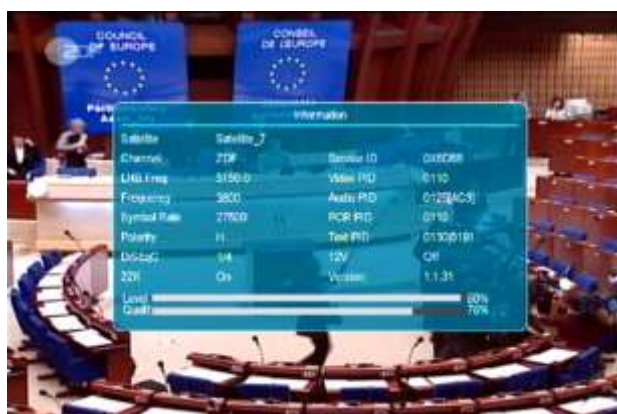 COUNCIL OF EUROPE
CONSEIL DE L'EUROPE
Information
Satellite Satellite_7
Channel ZDF Service ID
LNB Freq 5150.0 Video PID 0110
Frequency 3800 Audio PID
Symbol Rate 27500 PCR PID 0110
Polarity H Text PID
DiSEqC 1/4 12V Off
22K On Version 1.1.31
Level 80%
Quality 76%